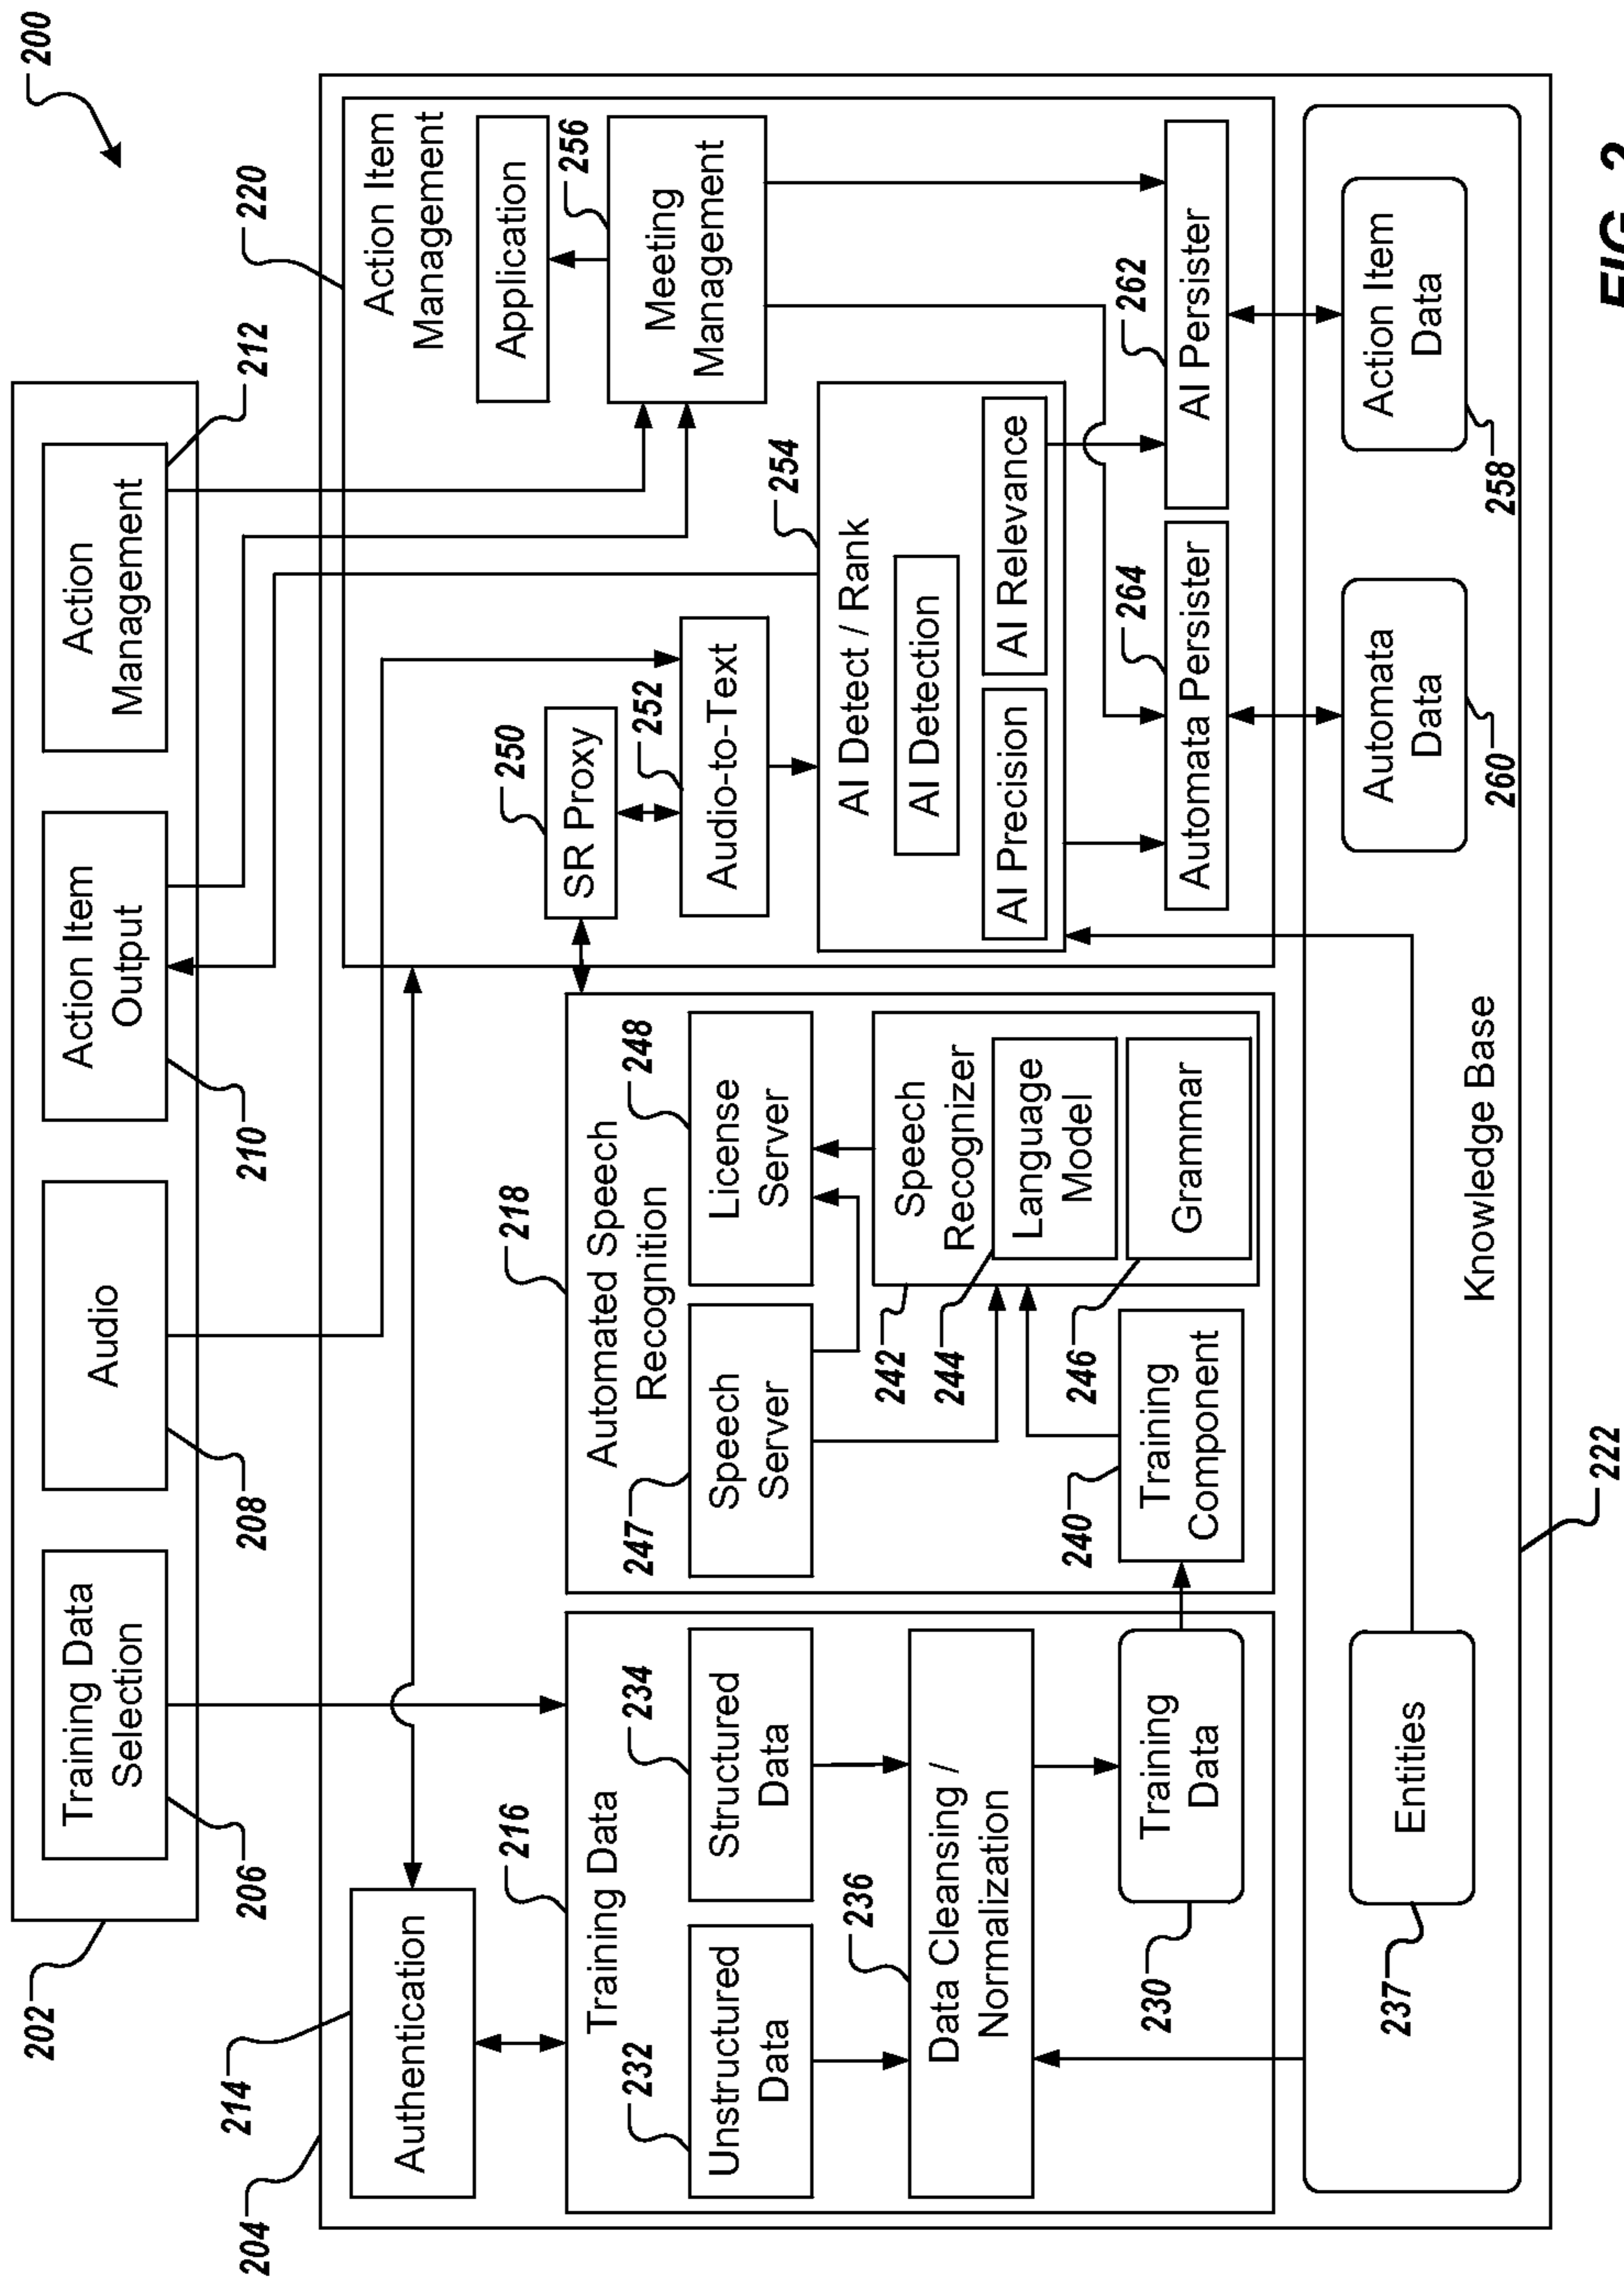 200
202
Training Data
Selection
206
Audio
208
Action Item
Output
210
Action
Management
212
204
214
Authentication
216
Training Data
232
Unstructured
Data
234
Structured
Data
236
Data Cleansing /
Normalization
230
Training
Data
218
Automated Speech
Recognition
247
Speech
Server
248
License
Server
242
Speech
Recognizer
244
Language
Model
246
Grammar
240
Training
Component
220
Action Item
Management
Application
256
Meeting
Management
250
SR Proxy
252
Audio-to-Text
254
AI Detect / Rank
AI Detection
AI Precision
AI Relevance
264
Automata Persister
262
AI Persister
237
Entities
Knowledge Base
222
Automata
Data
260
Action Item
Data
258
FIG. 2